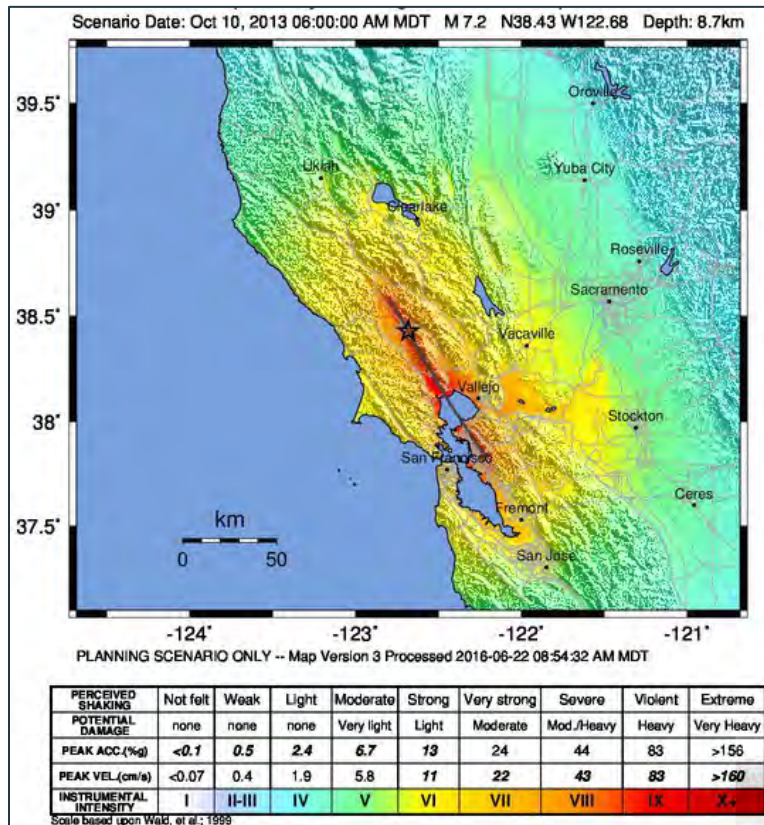 Scenario Date: Oct 10, 2013 06:00:00 AM MDT M 7.2 N38.43 W122.68 Depth: 8.7km
39.5°
39°
38.5°
38°
37.5°
Oroville
Ukiah
Yuba City
Clearlake
Roseville
Sacramento
Vacaville
Vallejo
Stockton
San Francisco
Ceres
Fremont
San Jose
km
0 50
-124° -123° -122° -121°
PLANNING SCENARIO ONLY -- Map Version 3 Processed 2016-06-22 08:54:32 AM MDT
PERCEIVED SHAKING Not felt Weak Light Moderate Strong Very strong Severe Violent Extreme
POTENTIAL DAMAGE none none none Very light Light Moderate Mod./Heavy Heavy Very Heavy
PEAK ACC.(%g) <0.1 0.5 2.4 6.7 13 24 44 83 >156
PEAK VEL.(cm/s) <0.07 0.4 1.9 5.8 11 22 43 83 >160
INSTRUMENTAL INTENSITY I II-III IV V VI VII VIII IX X+
Scale based upon Wald, et al.; 1999